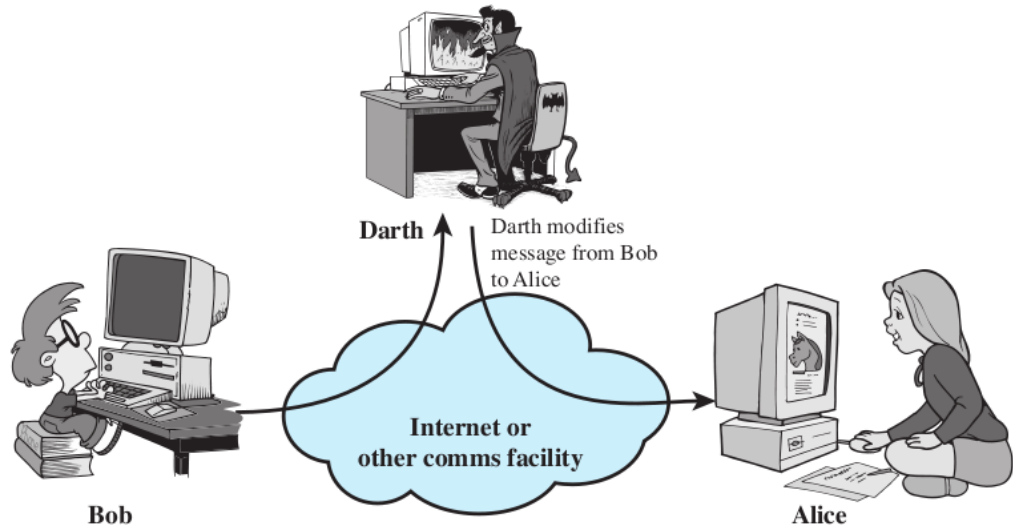 Darth
Darth modifies
message from Bob
to Alice
Internet or
other comms facility
Bob
Alice